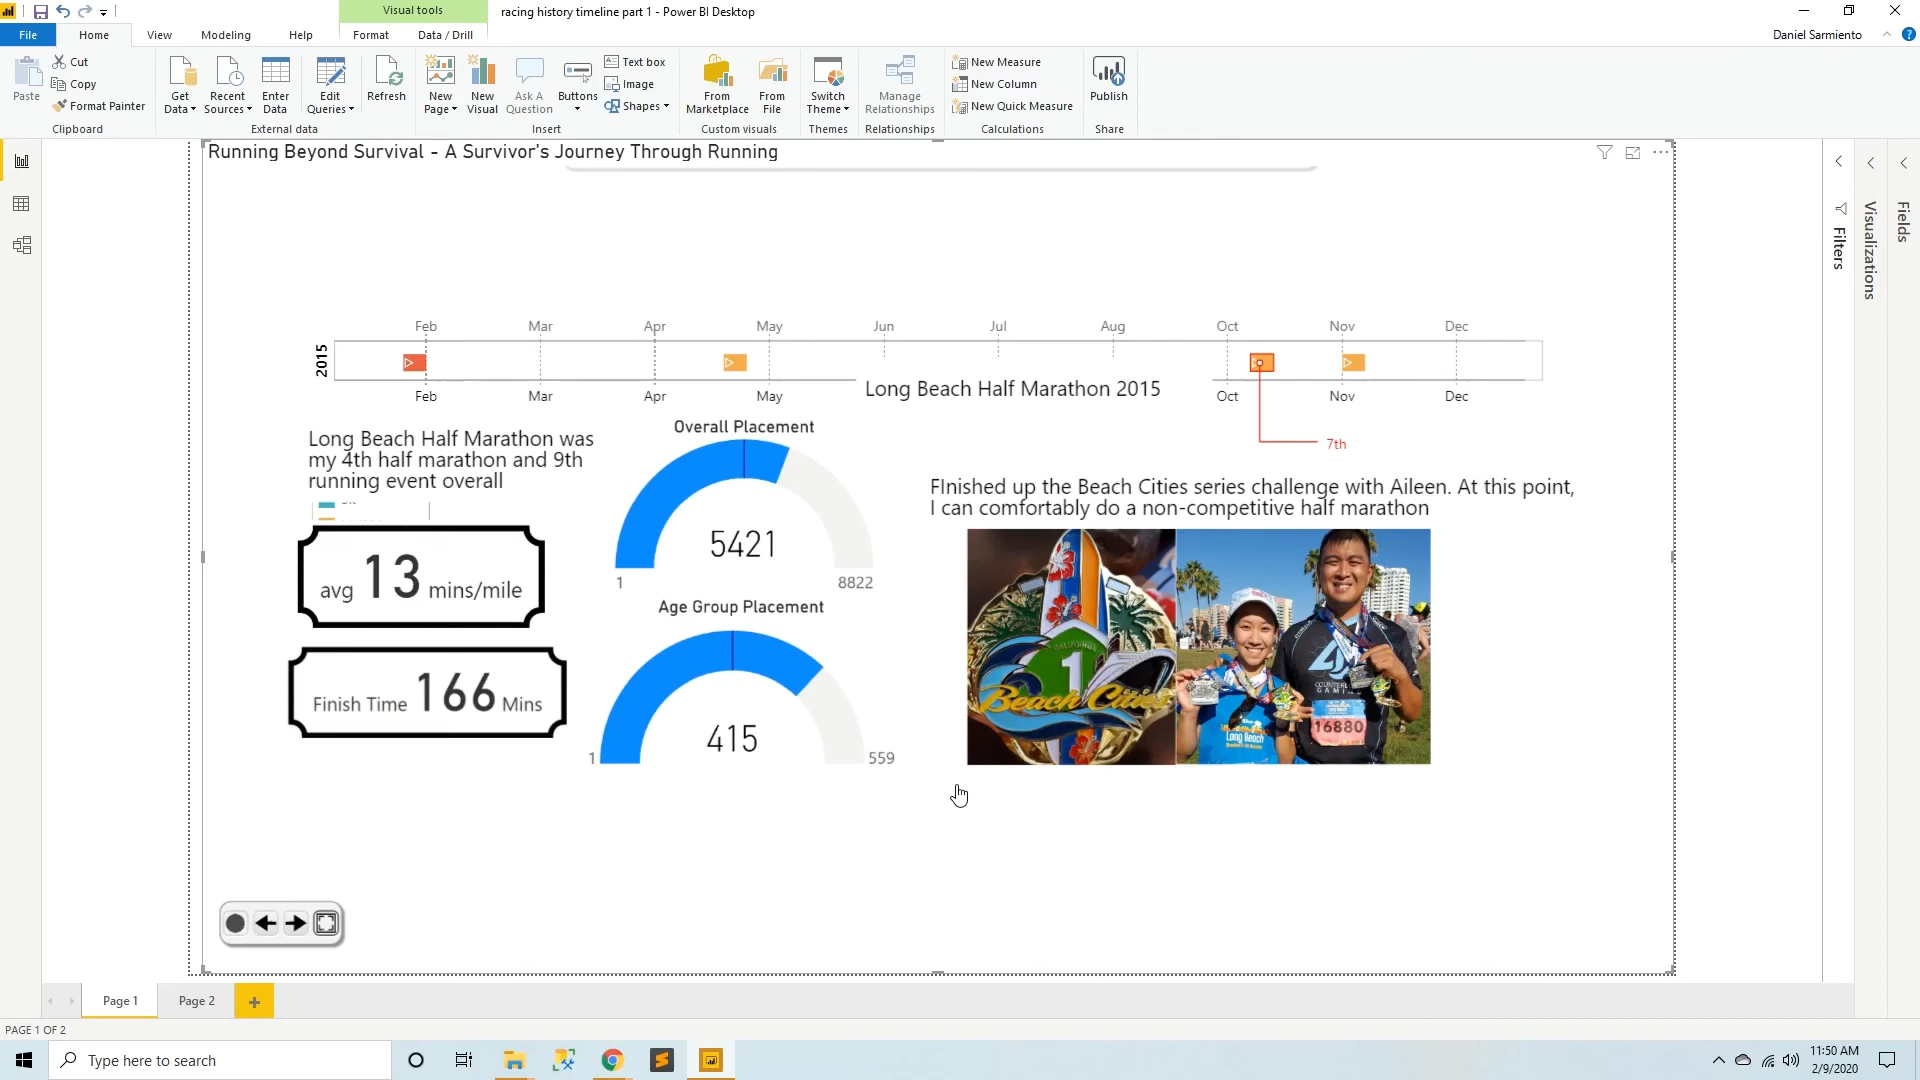 Visual tools
racing history timeline part 1 - Power BI Desktop
File
Home
View
Modeling
Help
Format
Data / Drill
Daniel Sarmiento
?
Paste
Cut
Copy
Format Painter
Clipboard
Get
Data
Recent
Sources
Enter
Data
Edit
Queries
Refresh
External data
New
Page
New
Visual
Ask A
Question
Buttons
Text box
Image
Shapes
Insert
From
Marketplace
From
File
Custom visuals
Switch
Theme
Themes
Manage
Relationships
Relationships
New Measure
New Column
New Quick Measure
Calculations
Publish
Share
Running Beyond Survival - A Survivor's Journey Through Running
Filters
Visualizations
Fields
2015
Feb Mar Apr May Jun Jul Aug Oct Nov Dec
Feb Mar Apr May Oct Nov Dec
Long Beach Half Marathon 2015
7th
Long Beach Half Marathon was
my 4th half marathon and 9th
running event overall
avg 13 mins/mile
Finish Time 166 Mins
Overall Placement
5421
1
8822
Age Group Placement
415
1
559
FInished up the Beach Cities series challenge with Aileen. At this point,
I can comfortably do a non-competitive half marathon
CALIFORNIA
1
Beach Cities
Long Beach
COUNTER
GAMING
16880
Page 1
Page 2
PAGE 1 OF 2
Type here to search
11:50 AM
2/9/2020